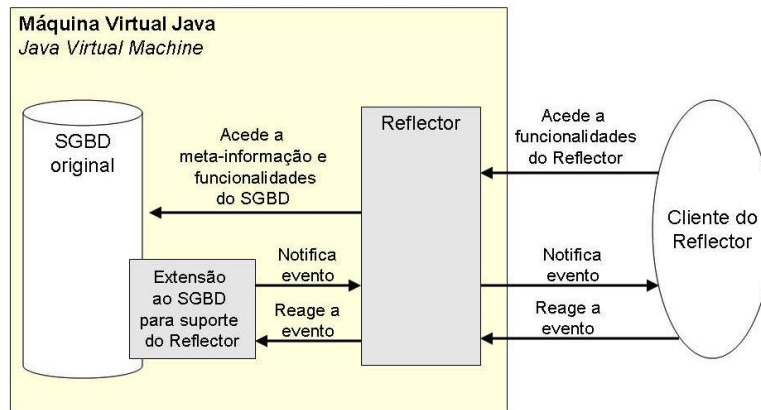 Máquina Virtual Java
Java Virtual Machine
SGBD
original
Acede a
meta-informação e
funcionalidades
do SGBD
Reflector
Acede a
funcionalidades
do Reflector
Cliente do
Reflector
Extensão
ao SGBD
para suporte
do Reflector
Notifica
evento
Reage a
evento
Notifica
evento
Reage a
evento